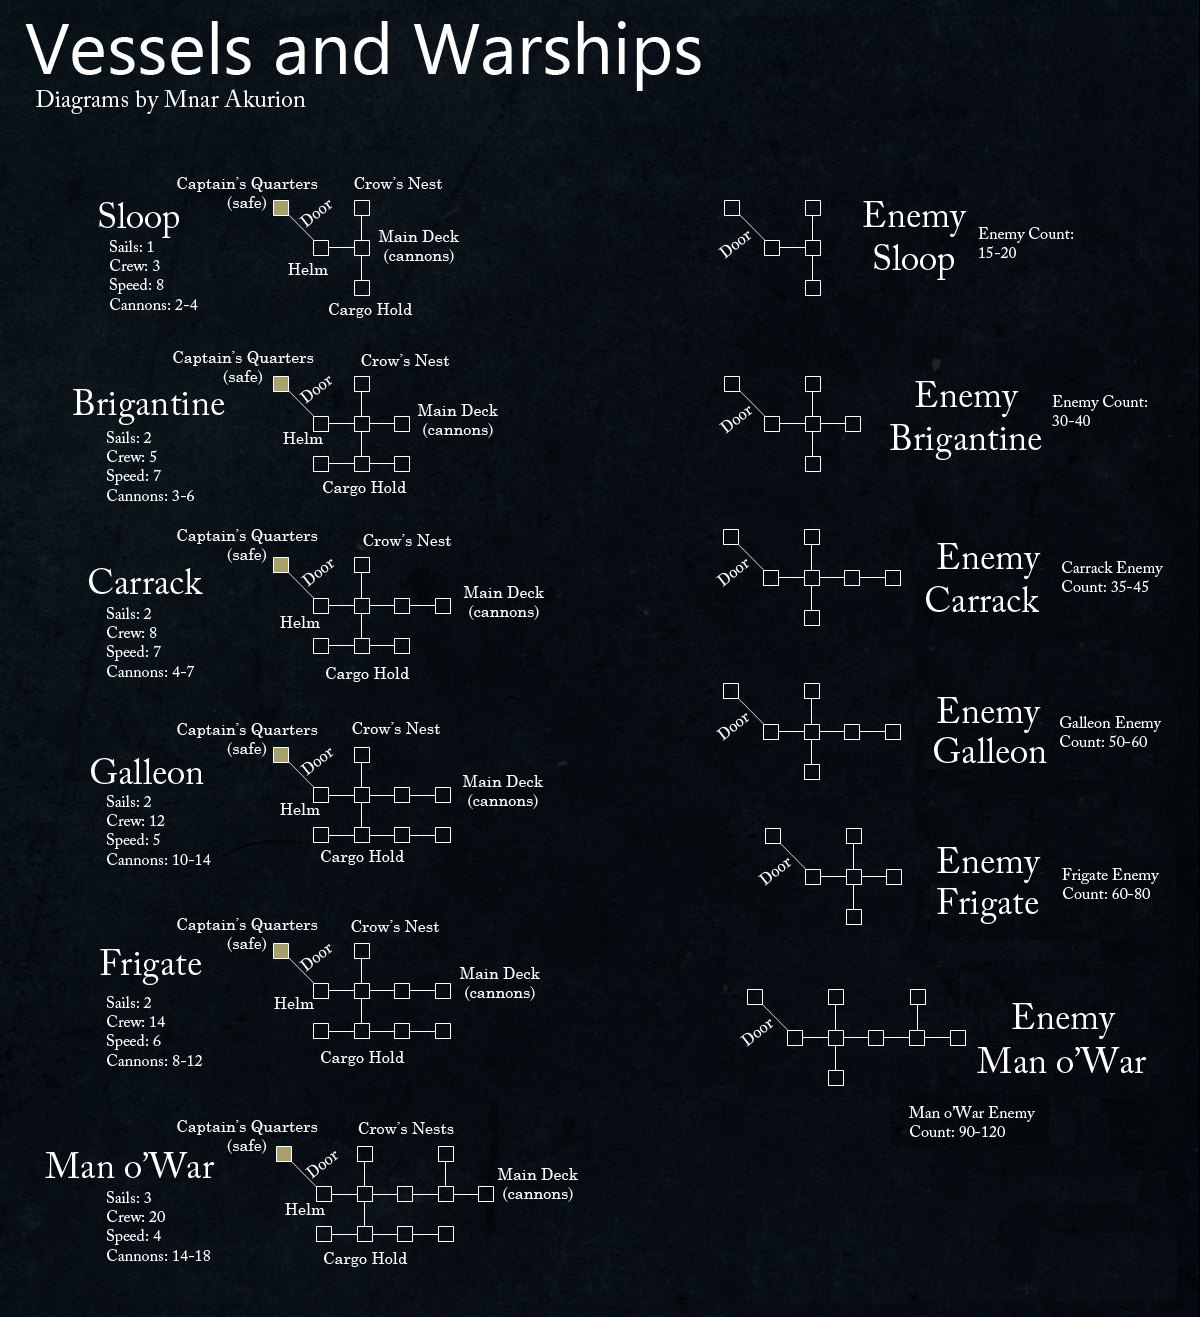 Vessels and Warships
Diagrams by Mnar Akurion
Sloop
Sails: 1
Crew: 3
Speed: 8
Cannons: 2-4
Captain's Quarters
(safe)
Door
Crow's Nest
Helm
Main Deck
(cannons)
Cargo Hold
Door
Enemy
Sloop
Enemy Count:
15-20
Brigantine
Sails: 2
Crew: 5
Speed: 7
Cannons: 3-6
Captain's Quarters
(safe)
Door
Crow's Nest
Helm
Main Deck
(cannons)
Cargo Hold
Door
Enemy
Brigantine
Enemy Count:
30-40
Carrack
Sails: 2
Crew: 8
Speed: 7
Cannons: 4-7
Captain's Quarters
(safe)
Door
Crow's Nest
Helm
Main Deck
(cannons)
Cargo Hold
Door
Enemy
Carrack
Carrack Enemy
Count: 35-45
Galleon
Sails: 2
Crew: 12
Speed: 5
Cannons: 10-14
Captain's Quarters
(safe)
Door
Crow's Nest
Helm
Main Deck
(cannons)
Cargo Hold
Door
Enemy
Galleon
Galleon Enemy
Count: 50-60
Frigate
Sails: 2
Crew: 14
Speed: 6
Cannons: 8-12
Captain's Quarters
(safe)
Door
Crow's Nest
Helm
Main Deck
(cannons)
Cargo Hold
Door
Enemy
Frigate
Frigate Enemy
Count: 60-80
Man o'War
Sails: 3
Crew: 20
Speed: 4
Cannons: 14-18
Captain's Quarters
(safe)
Door
Crow's Nests
Helm
Main Deck
(cannons)
Cargo Hold
Door
Enemy
Man o'War
Man o'War Enemy
Count: 90-120